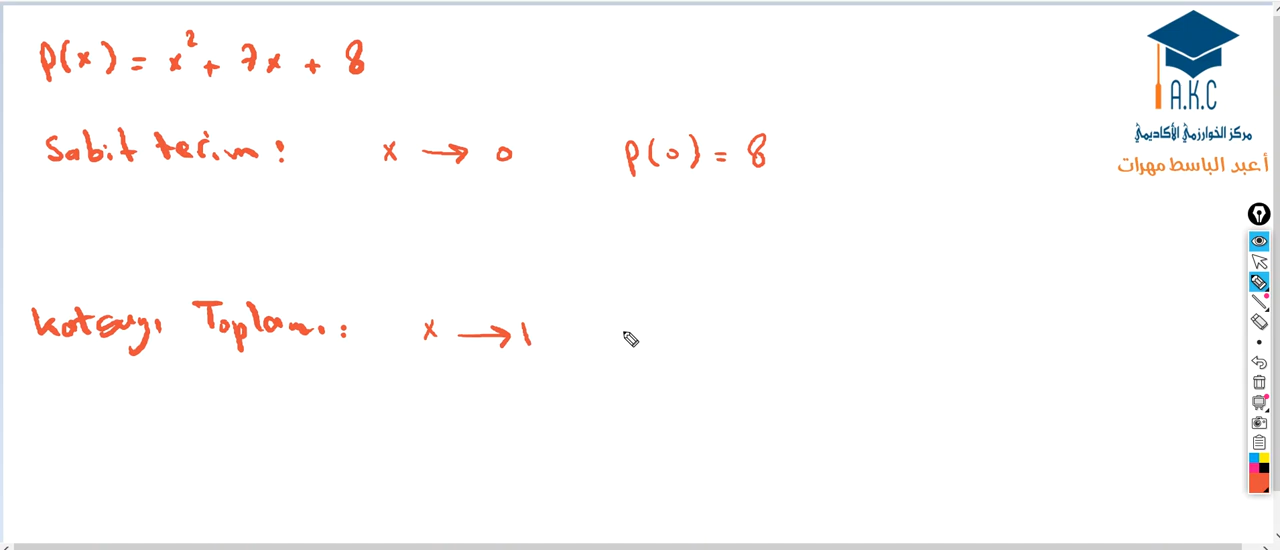 P(x) = x² + 7x + 8
Sabit terim: x → 0 P(0) = 8
Katsayı Toplamı: x → 1
A.K.C
مركز الخوارزمي الأكاديمي
أ.عبد الباسط مهرات